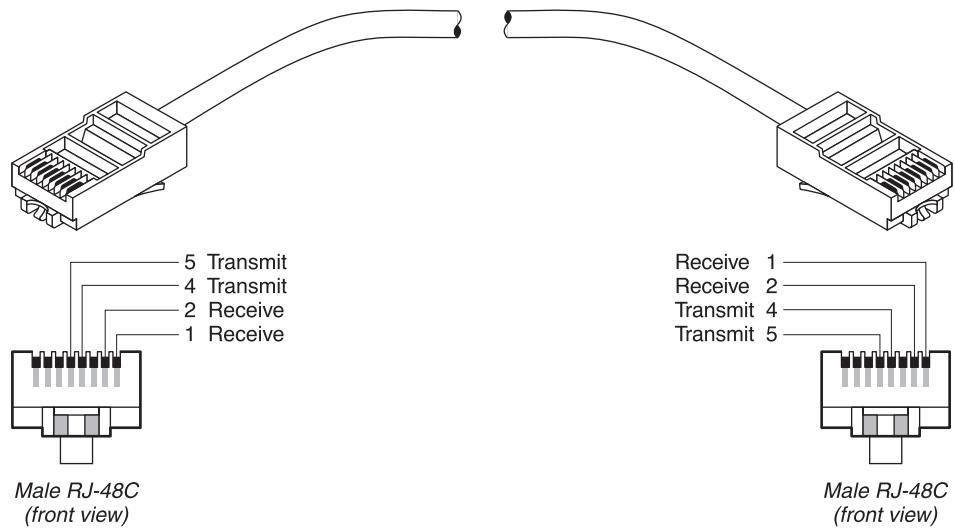 5 Transmit
4 Transmit
2 Receive
1 Receive
Receive 1
Receive 2
Transmit 4
Transmit 5
Male RJ-48C
(front view)
Male RJ-48C
(front view)